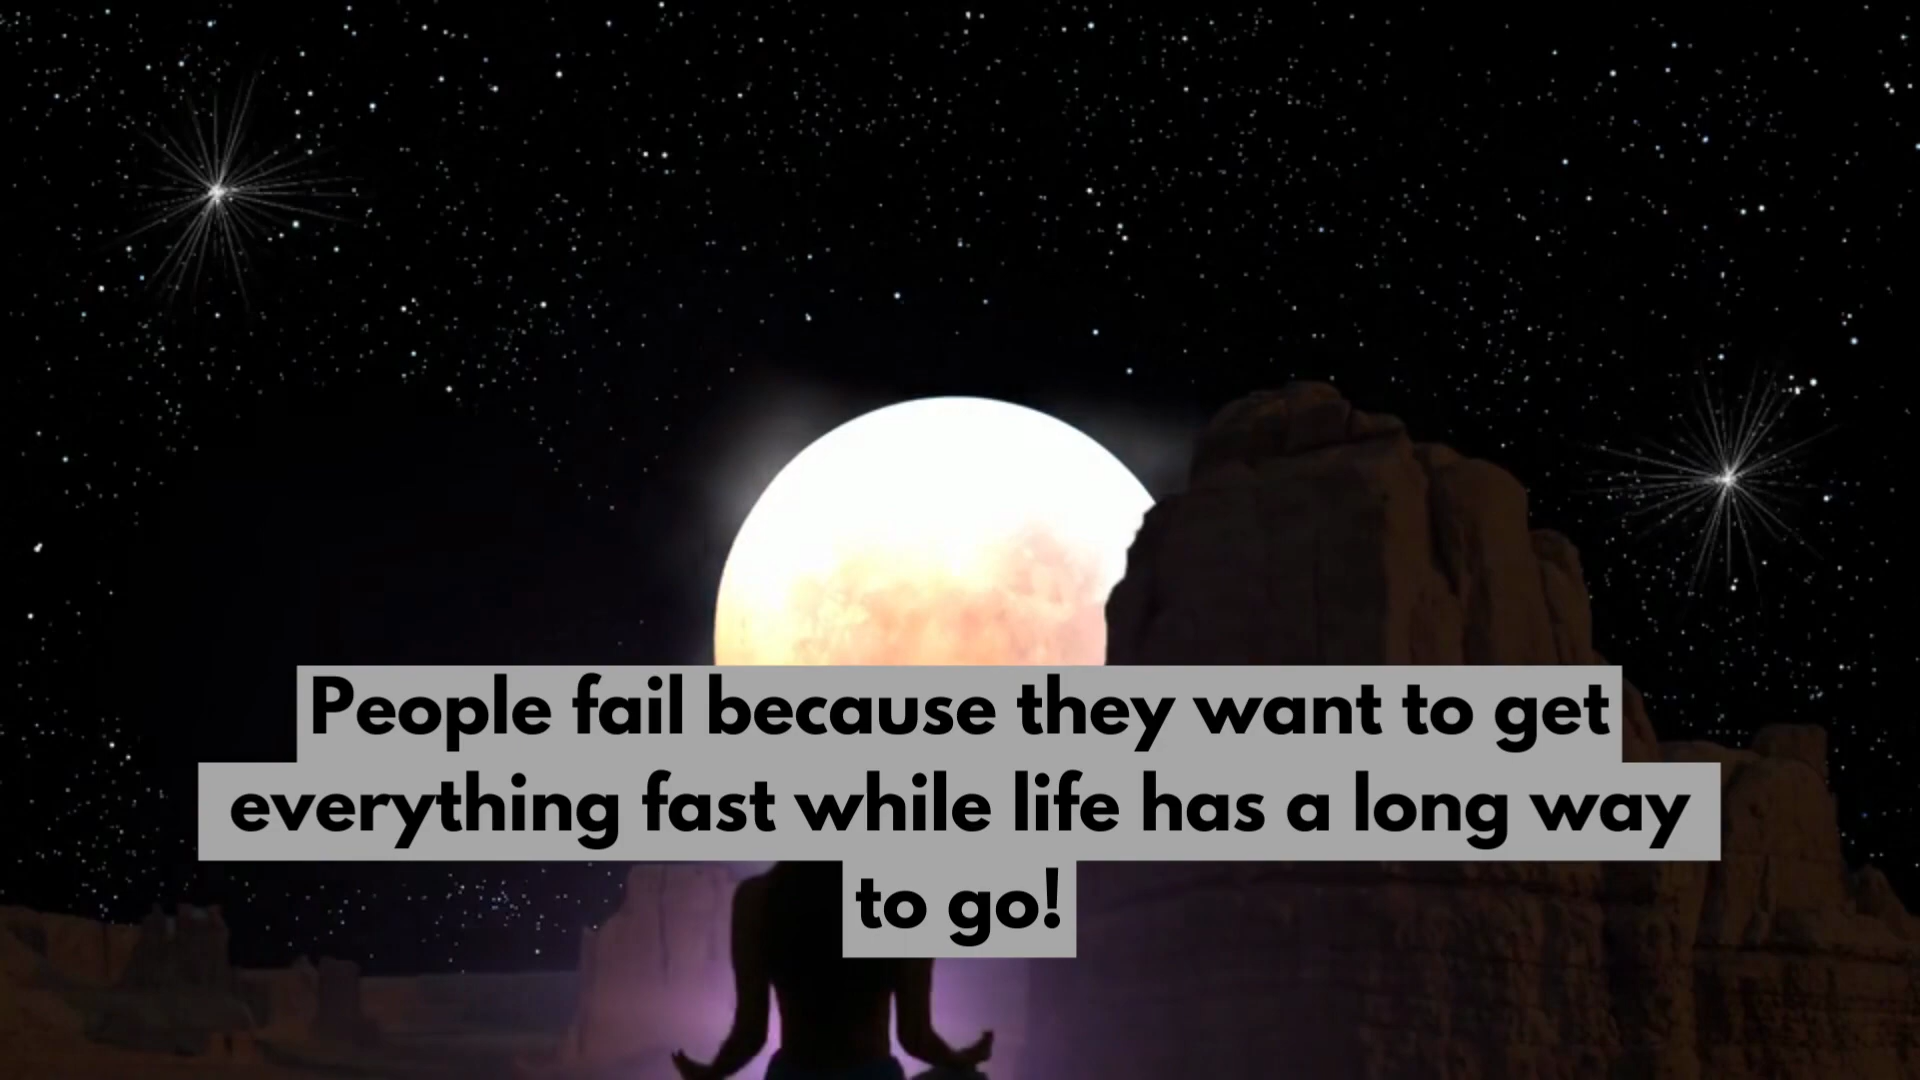 People fail because they want to get
everything fast while life has a long way
to go!